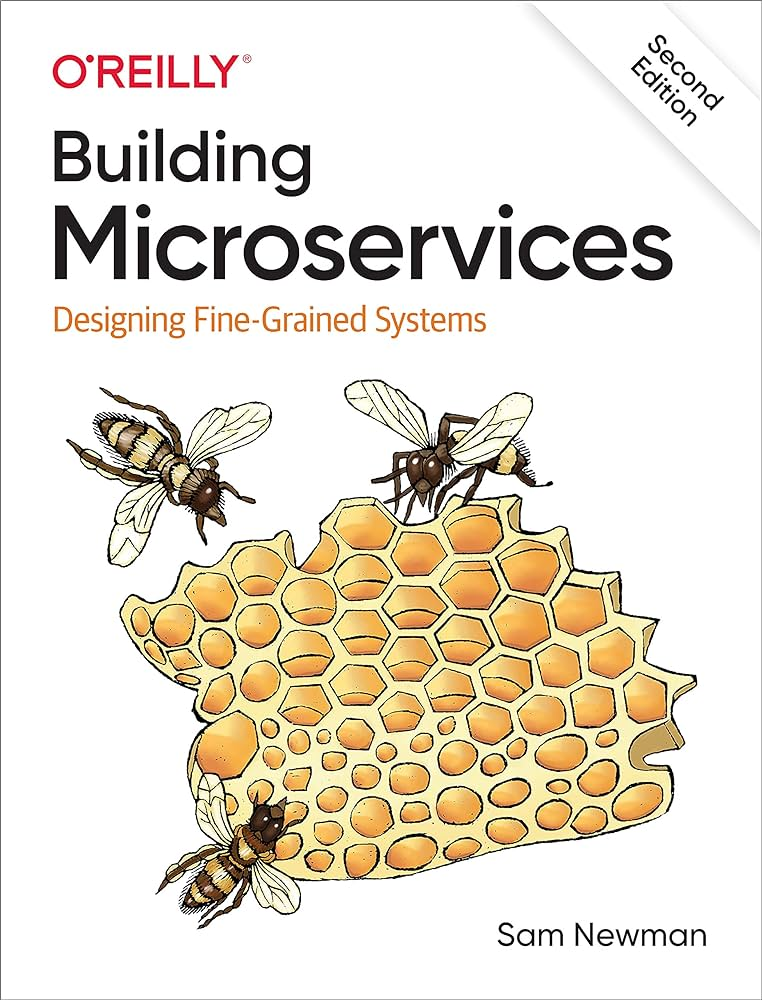 O'REILLY®
Second
Edition
Building
Microservices
Designing Fine-Grained Systems
Sam Newman